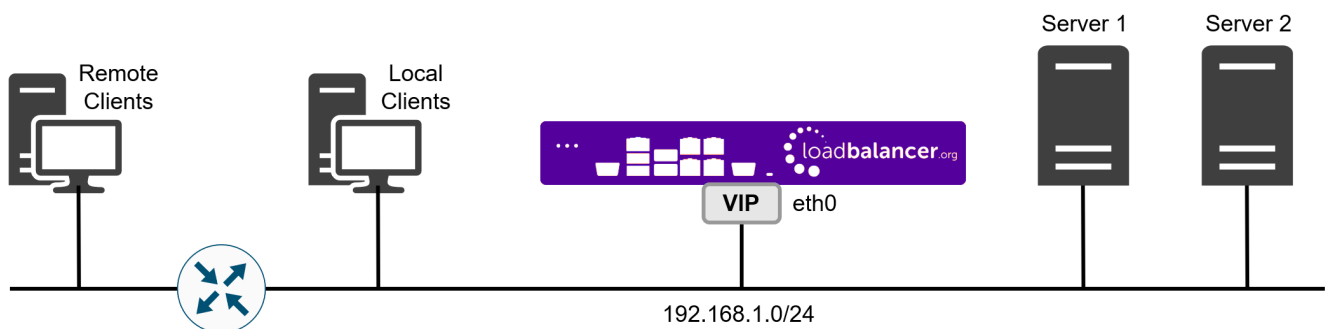 Remote
Clients
Local
Clients
loadbalancer.org
VIP
eth0
Server 1
Server 2
192.168.1.0/24